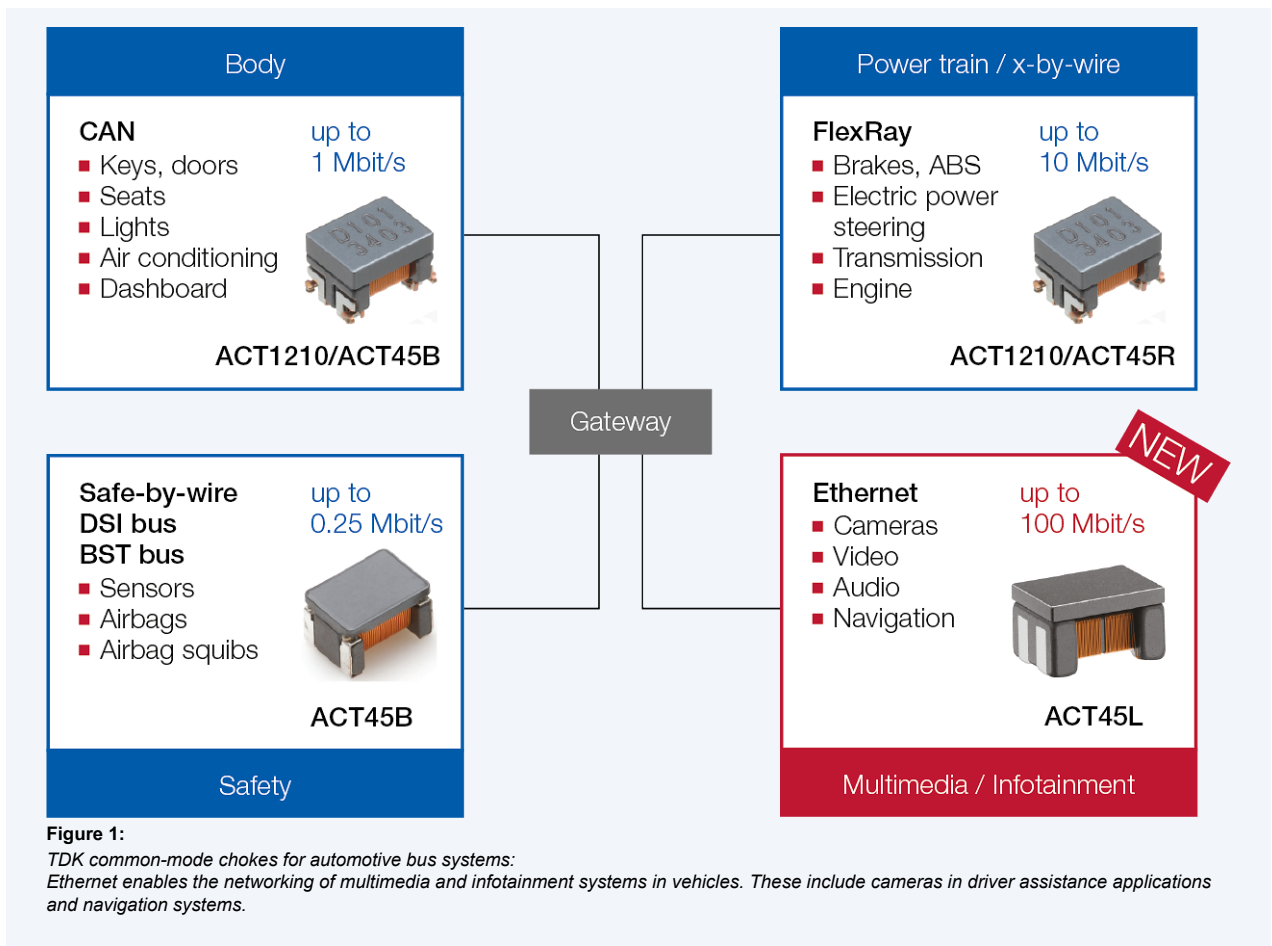 Body
CAN
up to
1 Mbit/s
Keys, doors
Seats
Lights
Air conditioning
Dashboard
D191
3403
ACT1210/ACT45B
Power train / x-by-wire
FlexRay
up to
10 Mbit/s
Brakes, ABS
Electric power
steering
Transmission
Engine
D191
3403
ACT1210/ACT45R
Gateway
Safe-by-wire
DSI bus
BST bus
up to
0.25 Mbit/s
Sensors
Airbags
Airbag squibs
ACT45B
Safety
NEW
Ethernet
up to
100 Mbit/s
Cameras
Video
Audio
Navigation
ACT45L
Multimedia / Infotainment
Figure 1:
TDK common-mode chokes for automotive bus systems:
Ethernet enables the networking of multimedia and infotainment systems in vehicles. These include cameras in driver assistance applications
and navigation systems.